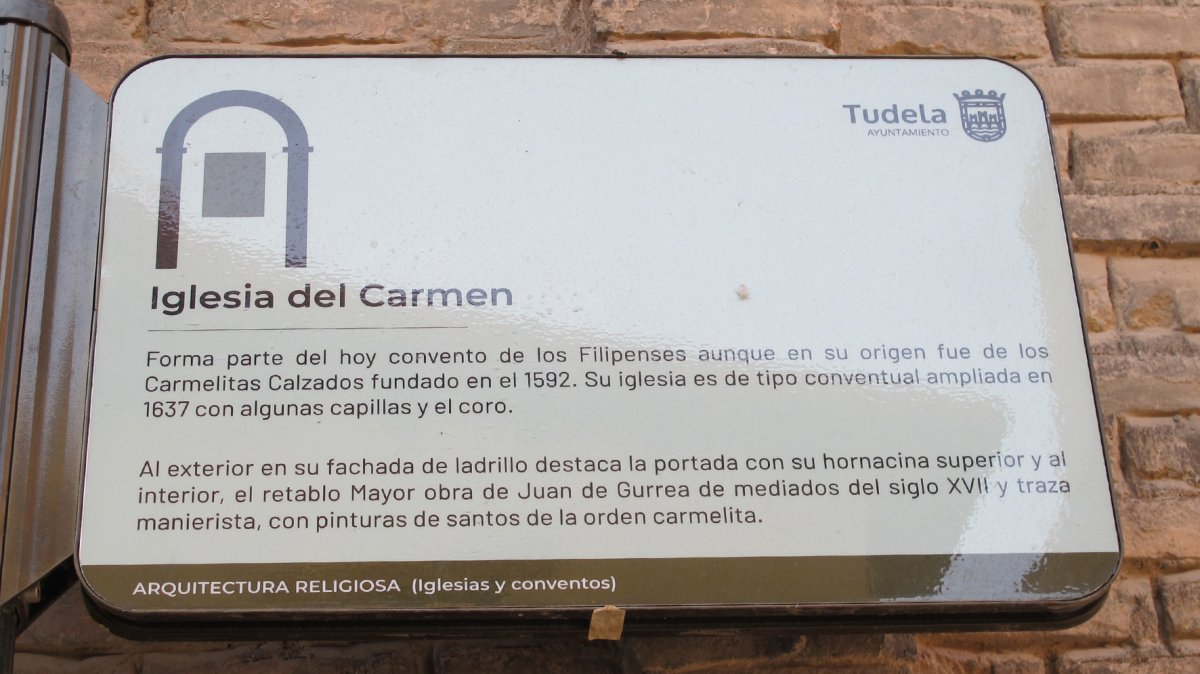 Tudela
AYUNTAMIENTO
Iglesia del Carmen
Forma parte del hoy convento de los Filipenses aunque en su origen fue de los
Carmelitas Calzados fundado en el 1592. Su iglesia es de tipo conventual ampliada en
1637 con algunas capillas y el coro.
Al exterior en su fachada de ladrillo destaca la portada con su hornacina superior y al
interior, el retablo Mayor obra de Juan de Gurrea de mediados del siglo XVII y traza
manierista, con pinturas de santos de la orden carmelita.
ARQUITECTURA RELIGIOSA (Iglesias y conventos)